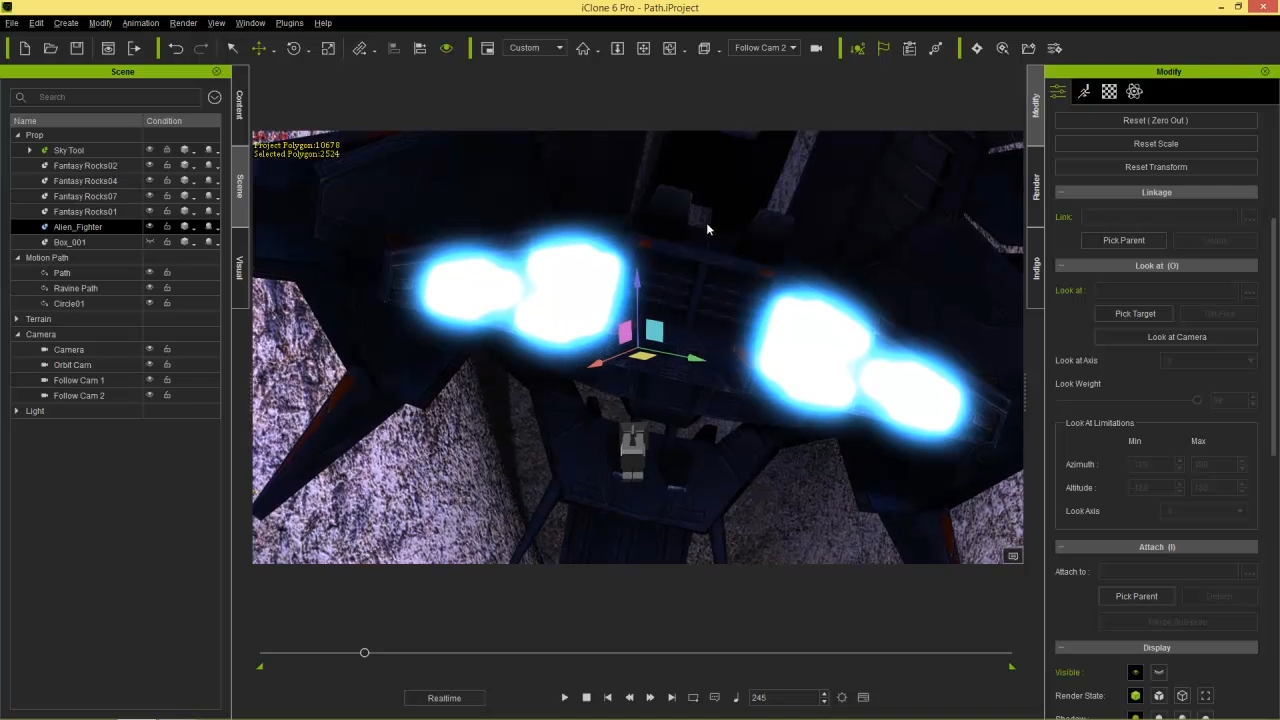 iClone 6 Pro - Path.iProject
File Edit Create Modify Animation Render View Window Plugins Help
Custom
Follow Cam 2
Scene
Modify
Search
Name Condition
Prop
Sky Tool
Fantasy Rocks02
Fantasy Rocks04
Fantasy Rocks07
Fantasy Rocks01
Alien_Fighter
Box_001
Motion Path
Path
Ravine Path
Circle01
Terrain
Camera
Camera
Orbit Cam
Follow Cam 1
Follow Cam 2
Light
Content
Scene
Visual
Project Polygon:10678
Selected Polygon:2524
Realtime
245
Modify
Render
Indigo
Reset ( Zero Out )
Reset Scale
Reset Transform
Linkage
Link:
Pick Parent
Look at (O)
Look at :
Pick Target
Look at Camera
Look at Axis
Look Weight
Look At Limitations
Min Max
Azimuth :
Altitude :
Look Axis
Attach (I)
Attach to :
Pick Parent Detach
Display
Visible :
Render State: